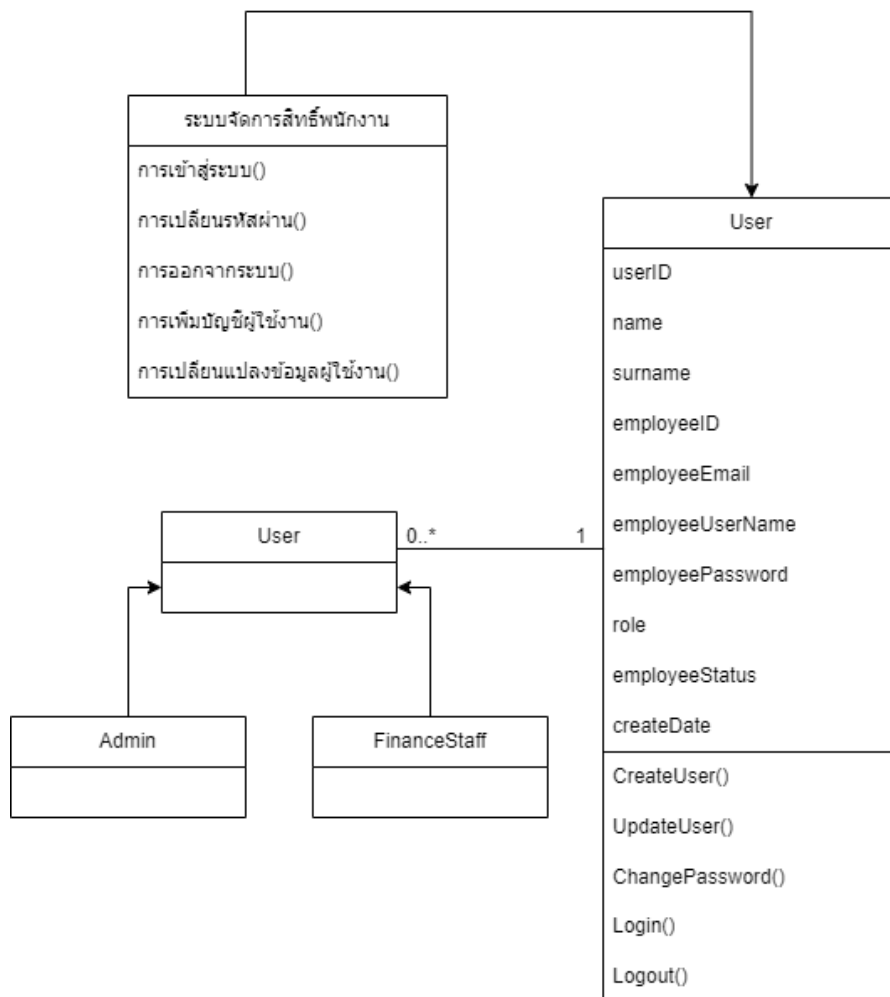 ระบบจัดการสิทธิ์พนักงาน
การเข้าสู่ระบบ()
การเปลี่ยนรหัสผ่าน()
การออกจากระบบ()
การเพิ่มบัญชีผู้ใช้งาน()
การเปลี่ยนแปลงข้อมูลผู้ใช้งาน()
User
userID
name
surname
employeeID
employeeEmail
employeeUserName
employeePassword
role
employeeStatus
createDate
CreateUser()
UpdateUser()
ChangePassword()
Login()
Logout()
User
0..*
1
Admin
FinanceStaff